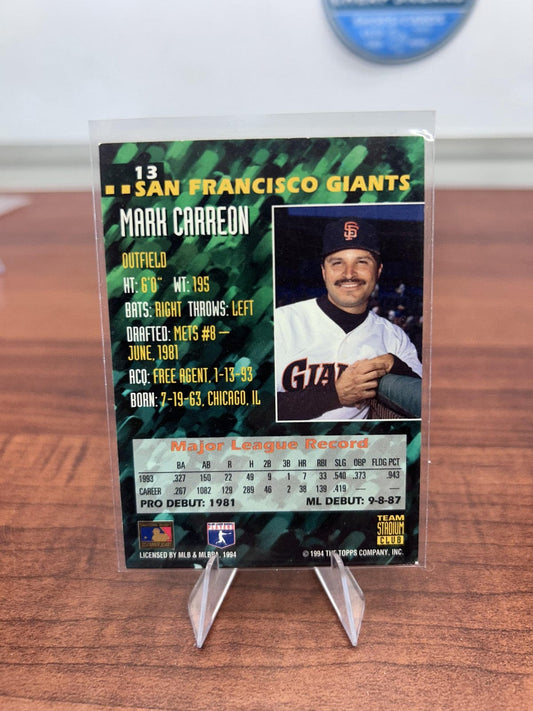 13
SAN FRANCISCO GIANTS
MARK CARREON
OUTFIELD
HT: 6'0" WT: 195
BATS: RIGHT THROWS: LEFT
DRAFTED: METS #8 —
JUNE, 1981
ACQ: FREE AGENT, 1-13-93
BORN: 7-19-63, CHICAGO, IL
SF
GIA
Major League Record
BA AB R H 2B 3B HR RBI SLG OBP FLDG PCT
1993 .327 150 22 49 9 1 7 33 .540 .373 .943
CAREER .267 1082 129 289 46 2 38 139 .419 — —
PRO DEBUT: 1981 ML DEBUT: 9-8-87
TEAM
STADIUM
CLUB
LICENSED BY MLB & MLBPA, 1994 © 1994 THE TOPPS COMPANY, INC.